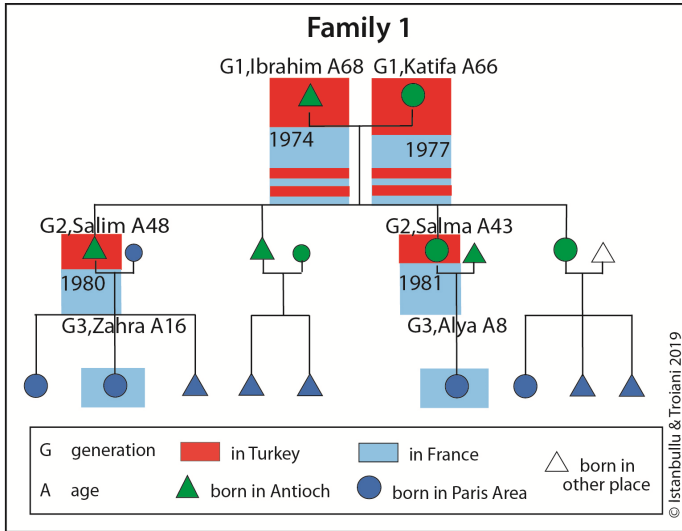 Family 1
G1,Ibrahim A68 G1,Katifa A66
1974 1977
G2,Salim A48 G2,Salma A43
1980 1981
G3,Zahra A16 G3,Alya A8
G generation in Turkey in France born in other place
A age born in Antioch born in Paris Area
© Istanbullu & Troiani 2019